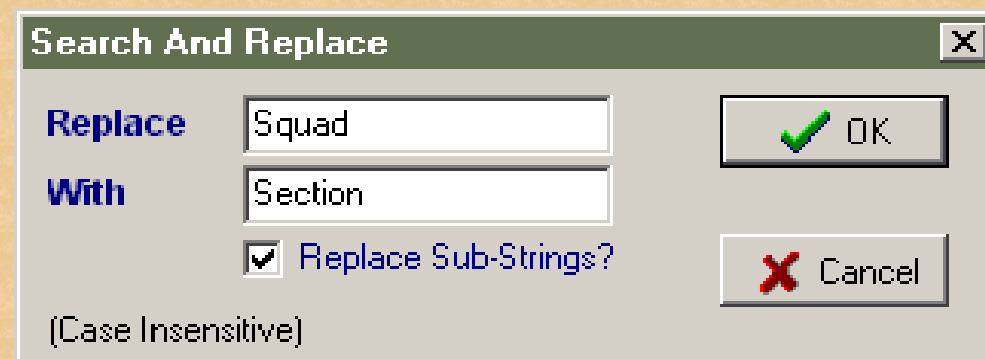 Search And Replace
Replace Squad OK
With Section
Replace Sub-Strings? Cancel
(Case Insensitive)